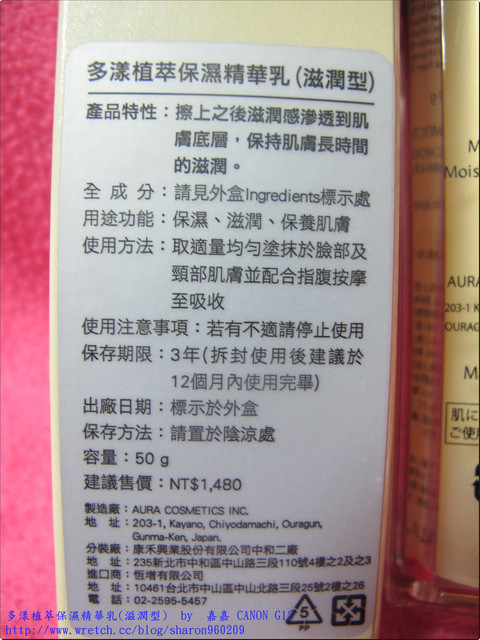 多漾植萃保濕精華乳(滋潤型)
產品特性：擦上之後滋潤感滲透到肌
膚底層，保持肌膚長時間
的滋潤。
全 成 分：請見外盒Ingredients標示處
用途功能：保濕、滋潤、保養肌膚
使用方法：取適量均勻塗抹於臉部及
頸部肌膚並配合指腹按摩
至吸收
使用注意事項：若有不適請停止使用
保存期限：3年(拆封使用後建議於
12個月內使用完畢)
出廠日期：標示於外盒
保存方法：請置於陰涼處
容量：50 g
建議售價：NT$1,480
製造廠：AURA COSMETICS INC.
地 址：203-1, Kayano, Chiyodamachi, Ouragun,
Gunma-Ken, Japan.
分裝廠：康禾興業股份有限公司中和二廠
地 址：235新北市中和區中山路二段110號4樓之2及之3
進口商：恆增有限公司
地 址：10461台北市中山區中山北路三段25號2樓之26
電 話：02-2595-5457
5
PP
M
Mois
AURA
203-1 K
OURAG
M
肌に
ご使
多漾植萃保濕精華乳(滋潤型) by 嘉嘉 CANON G12
http://www.wretch.cc/blog/sharon960209